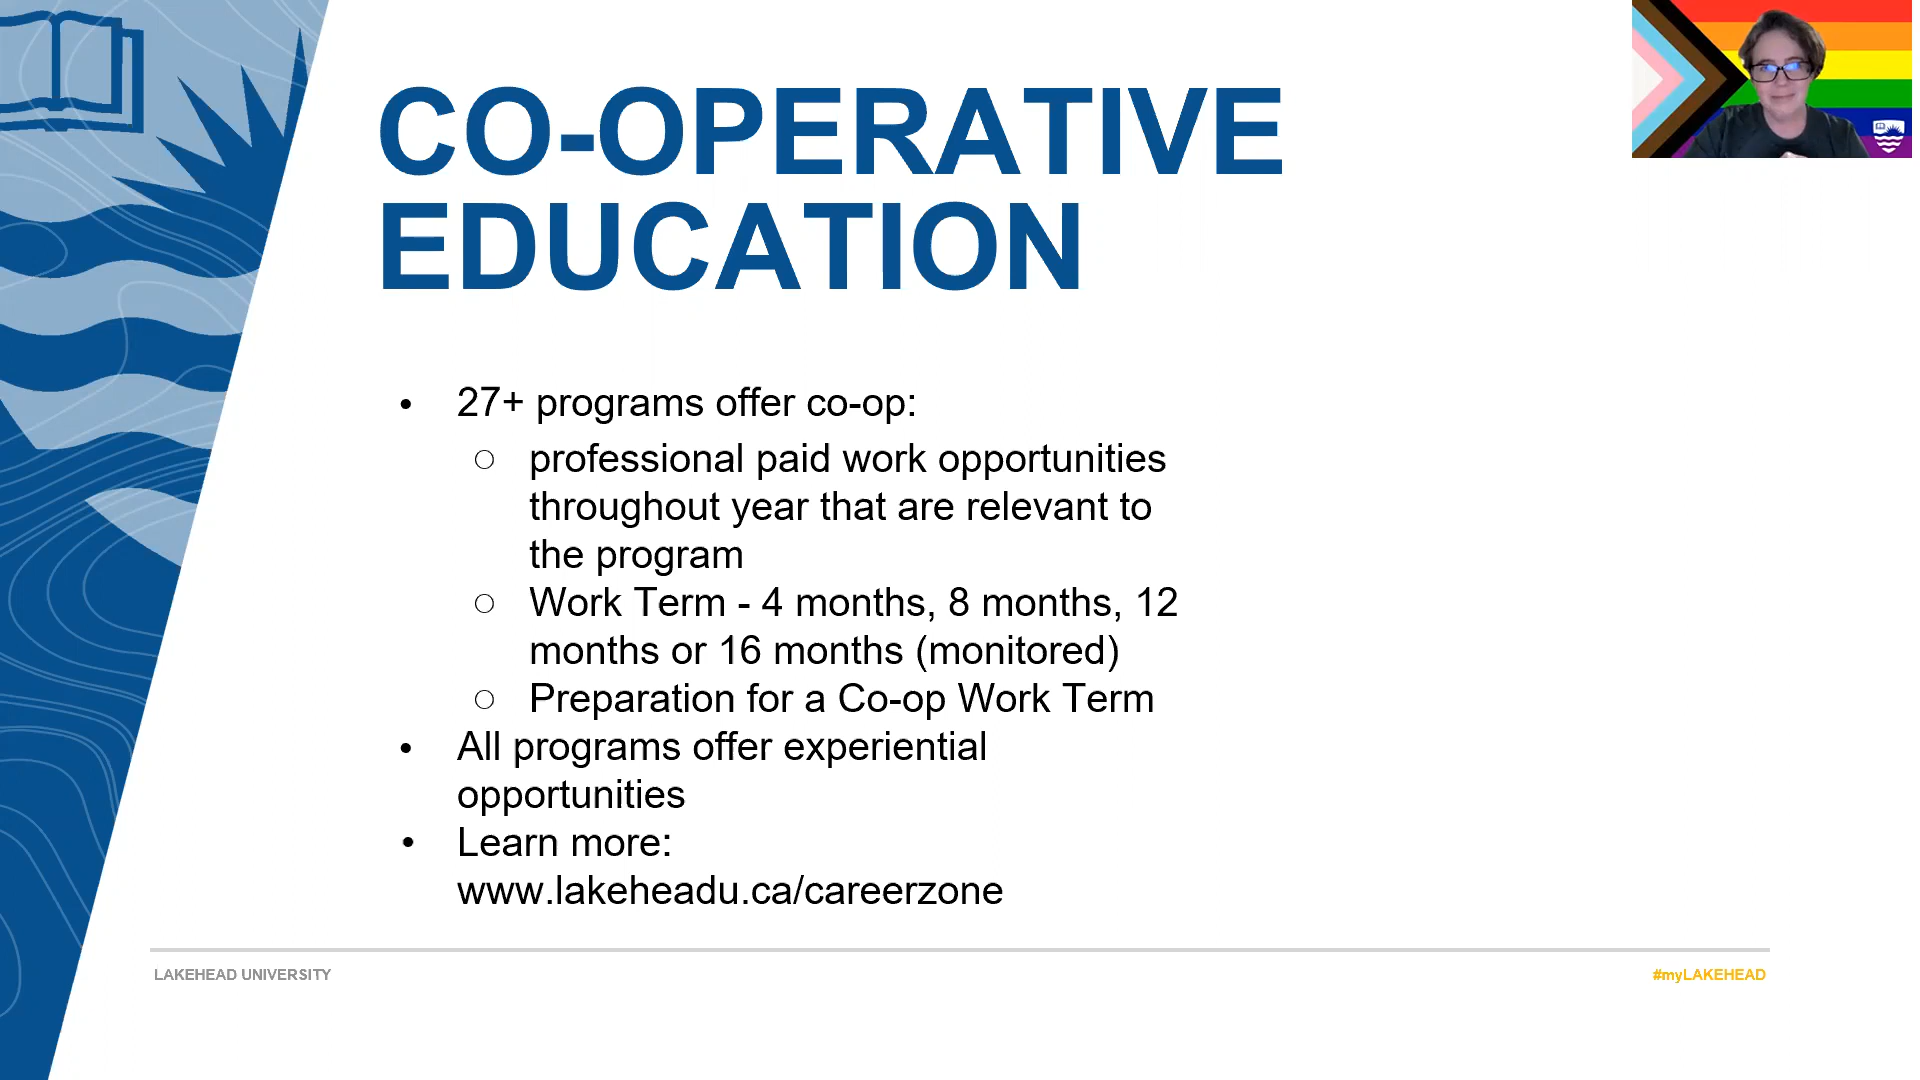 CO-OPERATIVE
EDUCATION
• 27+ programs offer co-op:
○ professional paid work opportunities
throughout year that are relevant to
the program
○ Work Term - 4 months, 8 months, 12
months or 16 months (monitored)
○ Preparation for a Co-op Work Term
• All programs offer experiential
opportunities
• Learn more:
www.lakeheadu.ca/careerzone
LAKEHEAD UNIVERSITY
#myLAKEHEAD